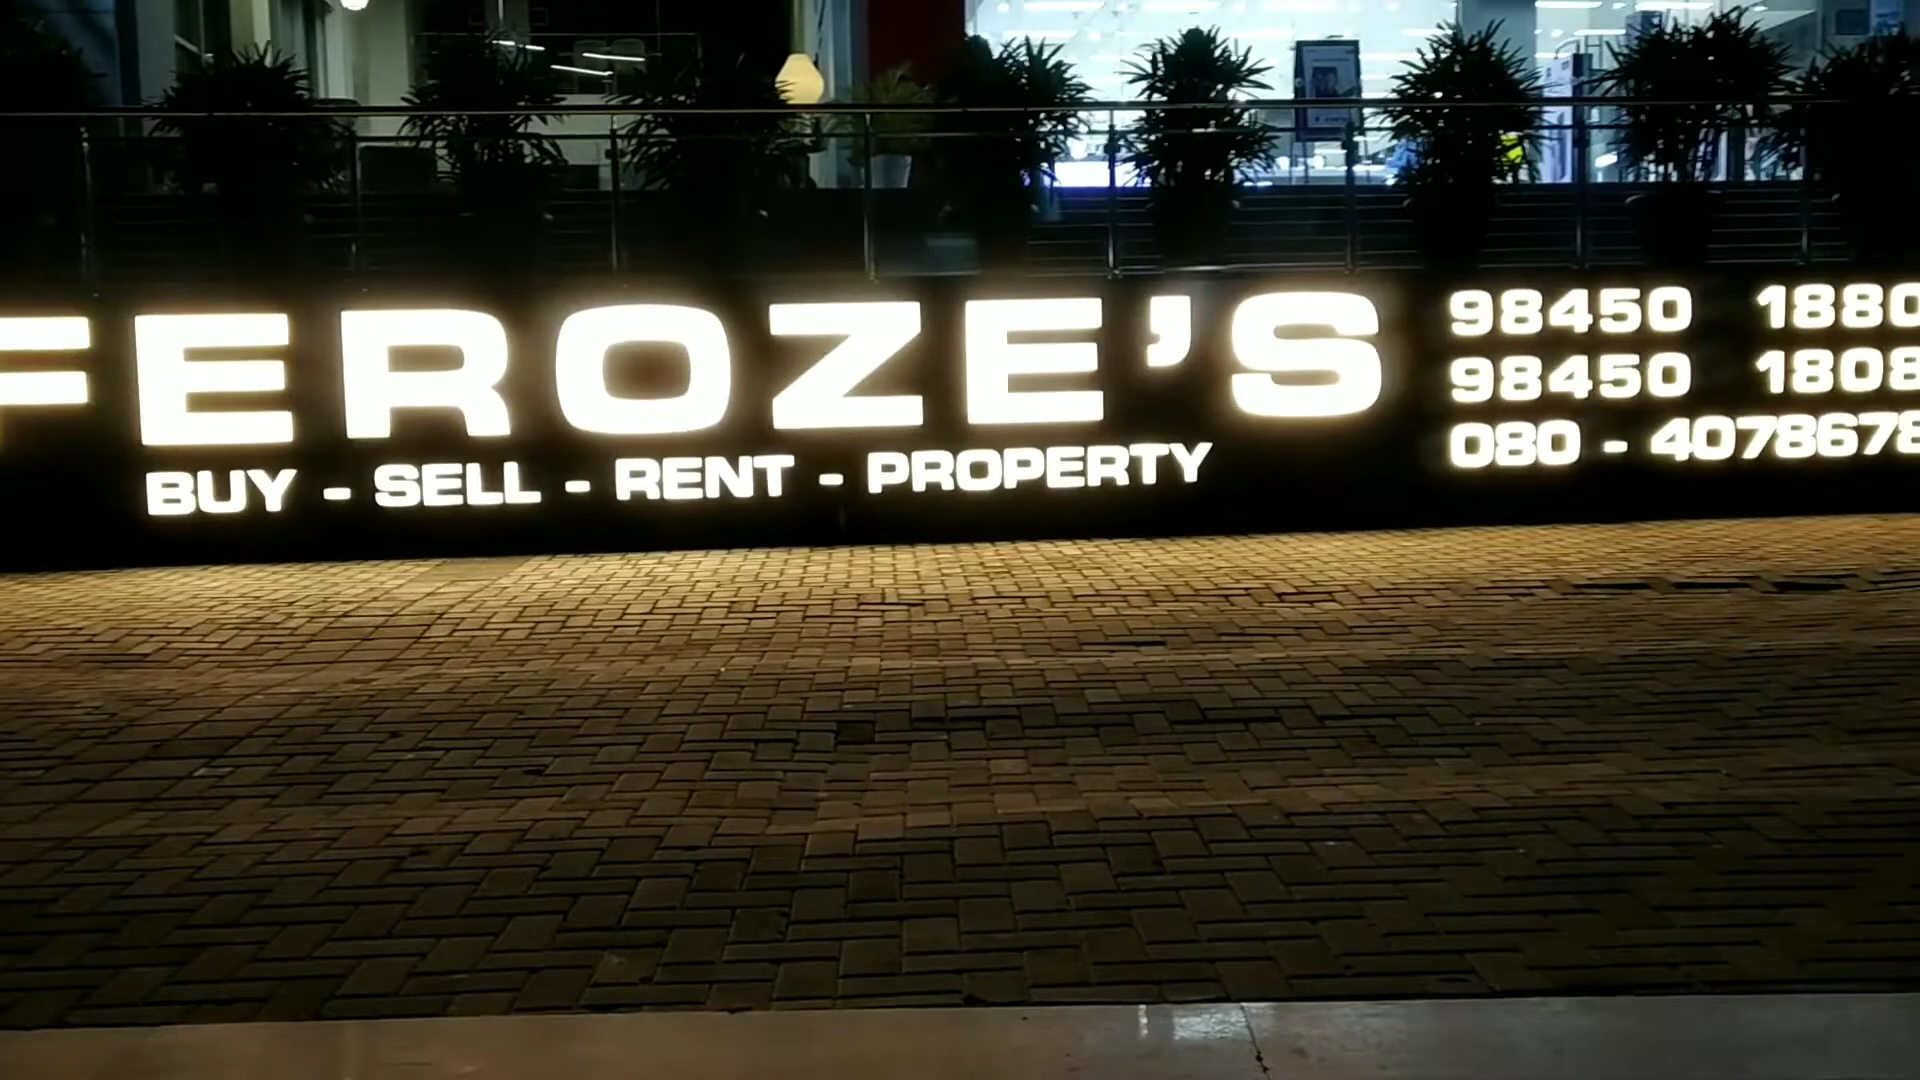 FEROZE'S
BUY - SELL - RENT - PROPERTY
98450 1880
98450 1808
080 - 4078678